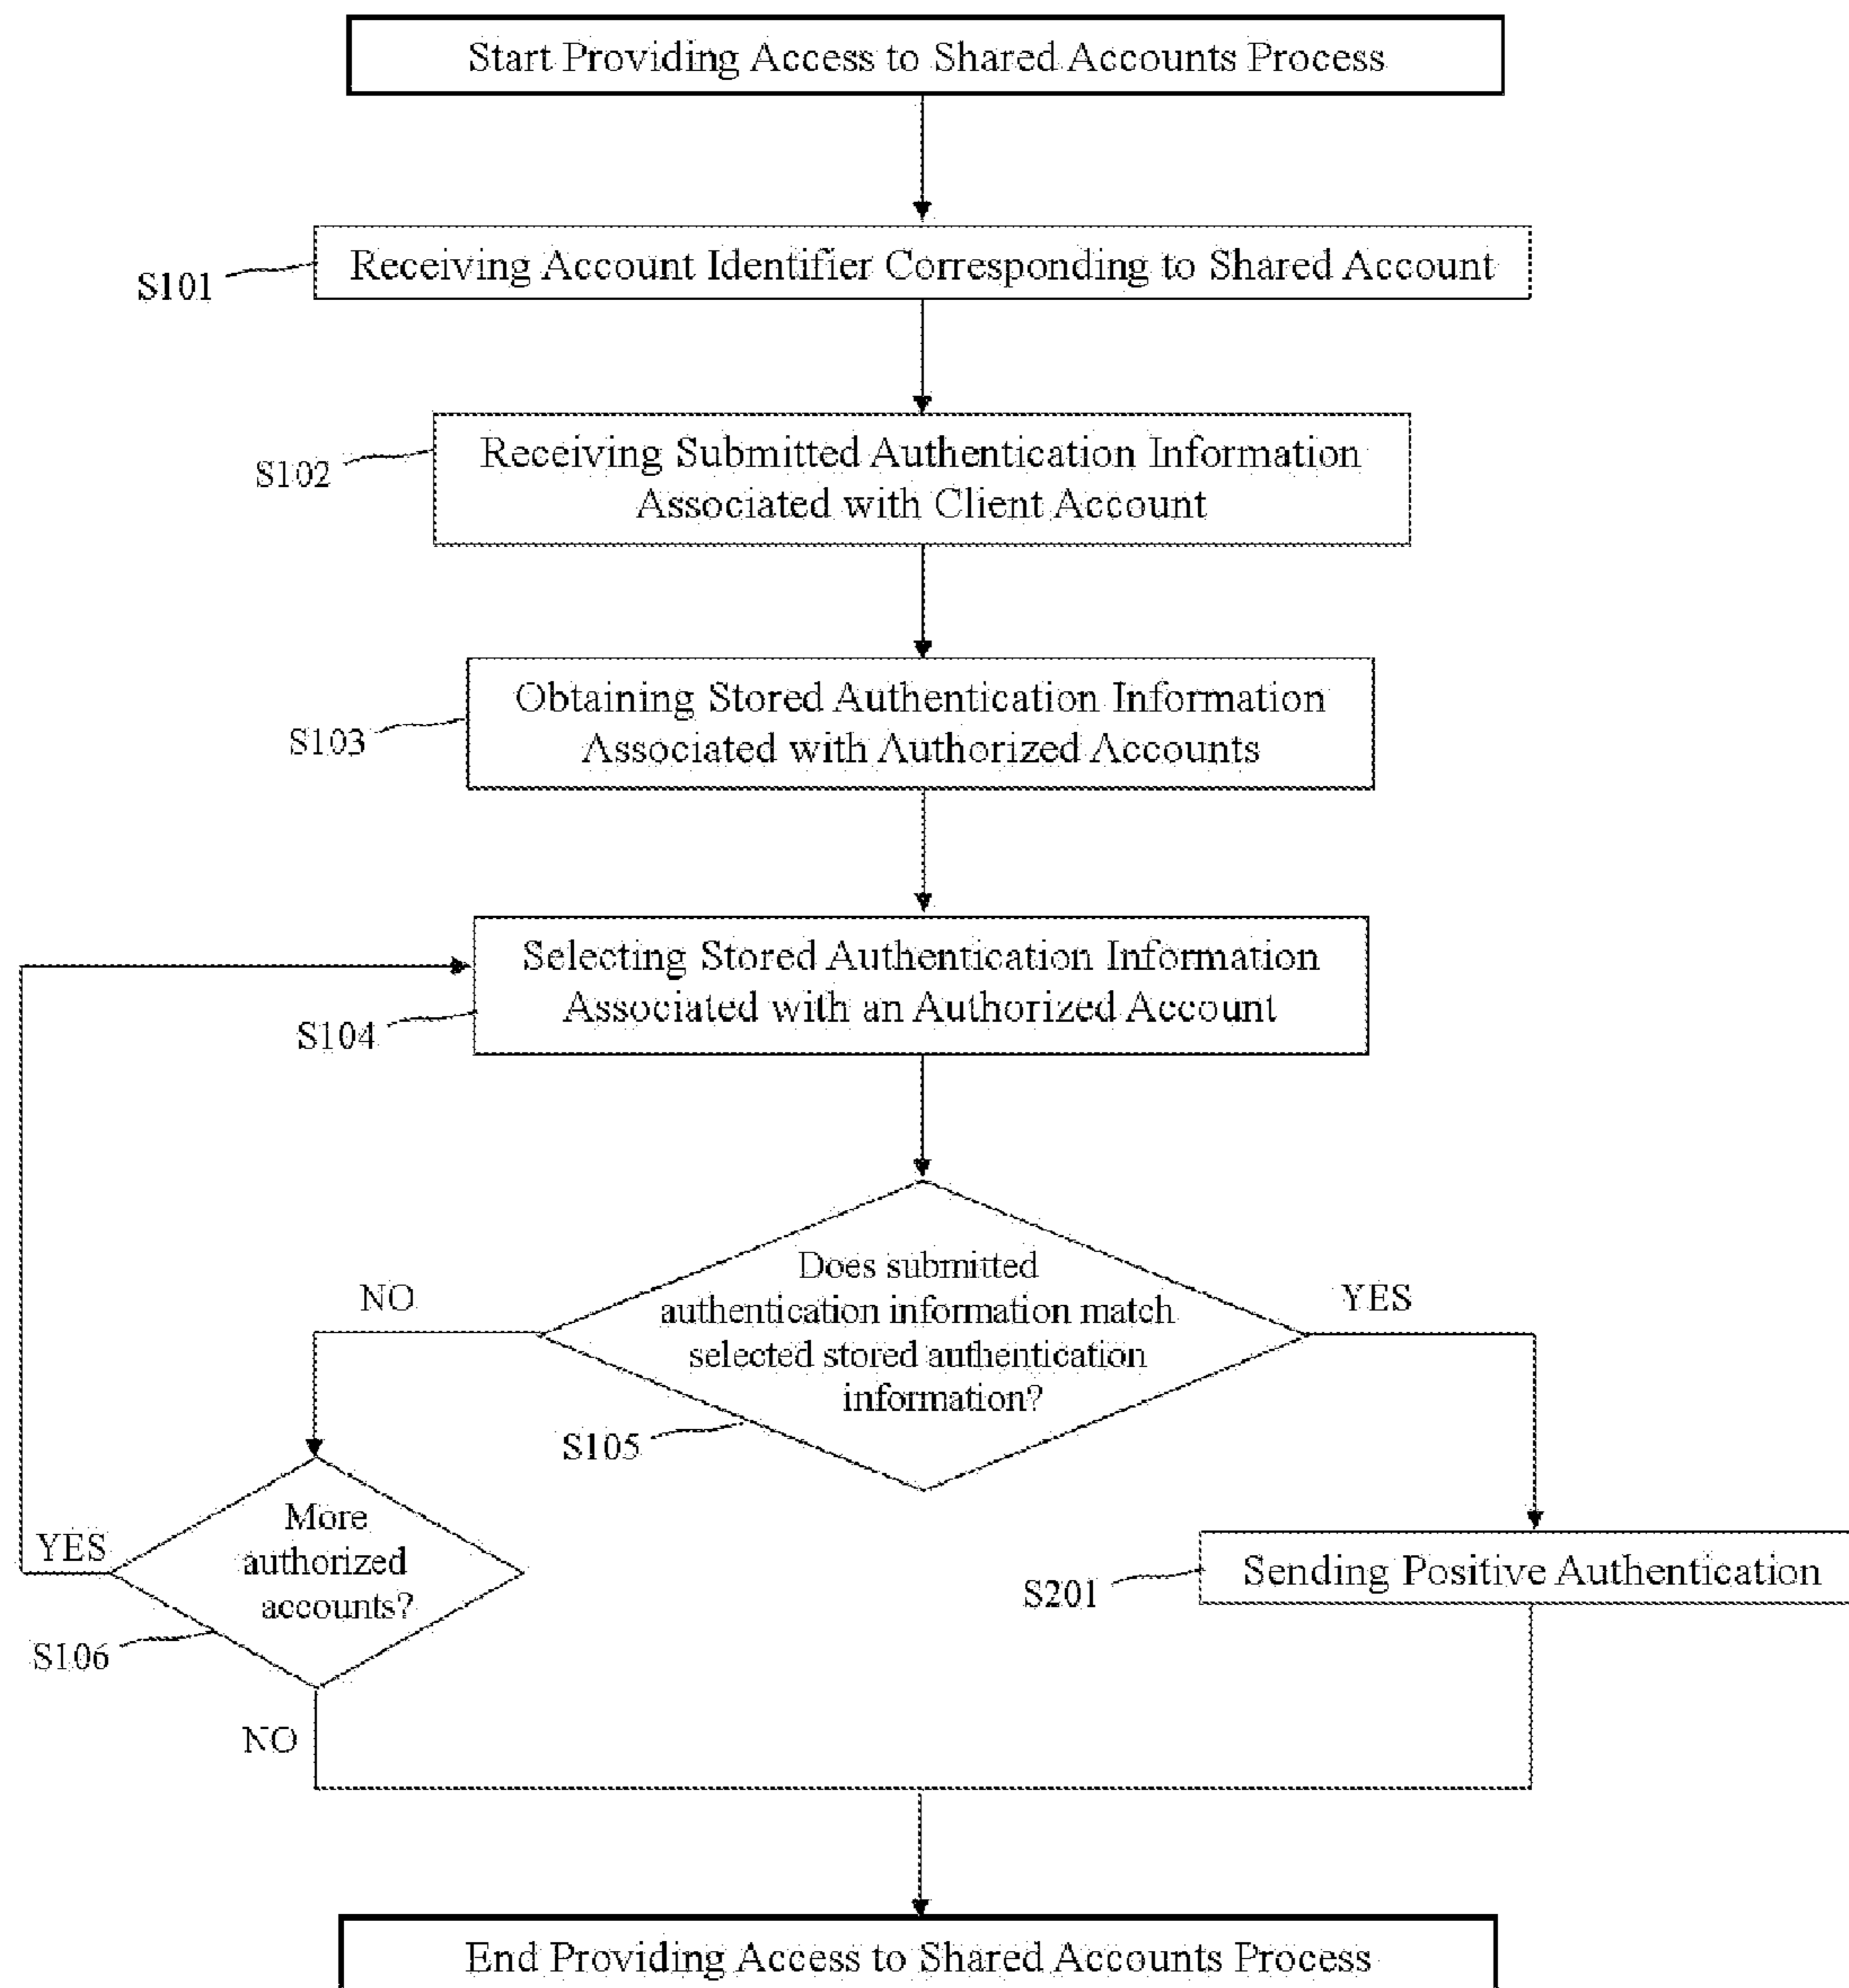 Start Providing Access to Shared Accounts Process
Receiving Account Identifier Corresponding to Shared Account
S101
Receiving Submitted Authentication Information
Associated with Client Account
S102
Obtaining Stored Authentication Information
Associated with Authorized Accounts
S103
Selecting Stored Authentication Information
Associated with an Authorized Account
S104
Does submitted
authentication information match
selected stored authentication
information?
NO
YES
S105
More
authorized
accounts?
YES
S106
NO
Sending Positive Authentication
S201
End Providing Access to Shared Accounts Process